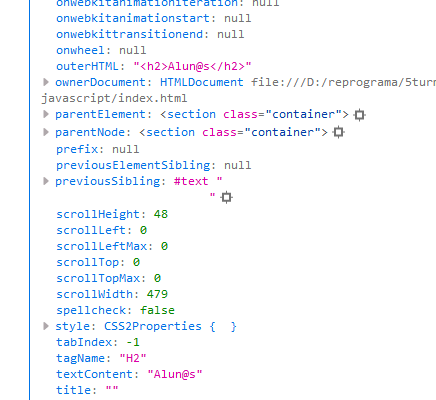 onwebkitanimationiteration: null
onwebkitanimationstart: null
onwebkittransitionend: null
onwheel: null
outerHTML: "<h2>Alun@s</h2>"
ownerDocument: HTMLDocument file:///D:/reprograma/5turn
javascript/index.html
parentElement: <section class="container">
parentNode: <section class="container">
prefix: null
previousElementSibling: null
previousSibling: #text "
"
scrollHeight: 48
scrollLeft: 0
scrollLeftMax: 0
scrollTop: 0
scrollTopMax: 0
scrollWidth: 479
spellcheck: false
style: CSS2Properties {  }
tabIndex: -1
tagName: "H2"
textContent: "Alun@s"
title: ""